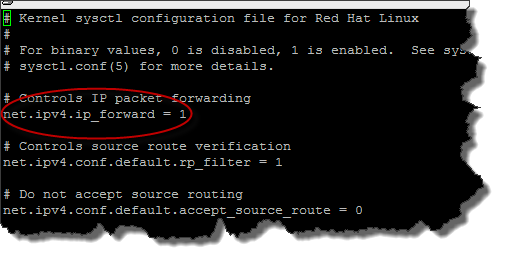 # Kernel sysctl configuration file for Red Hat Linux
#
# For binary values, 0 is disabled, 1 is enabled.  See
# sysctl.conf(5) for more details.
# Controls IP packet forwarding
net.ipv4.ip_forward = 1
# Controls source route verification
net.ipv4.conf.default.rp_filter = 1
# Do not accept source routing
net.ipv4.conf.default.accept_source_route = 0